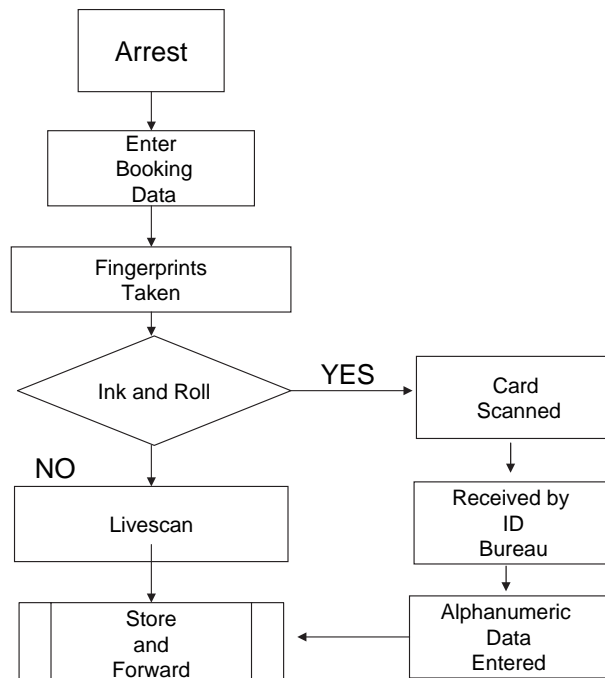 Arrest
Enter
Booking
Data
Fingerprints
Taken
Ink and Roll
YES
Card
Scanned
NO
Livescan
Received by
ID
Bureau
Store
and
Forward
Alphanumeric
Data
Entered